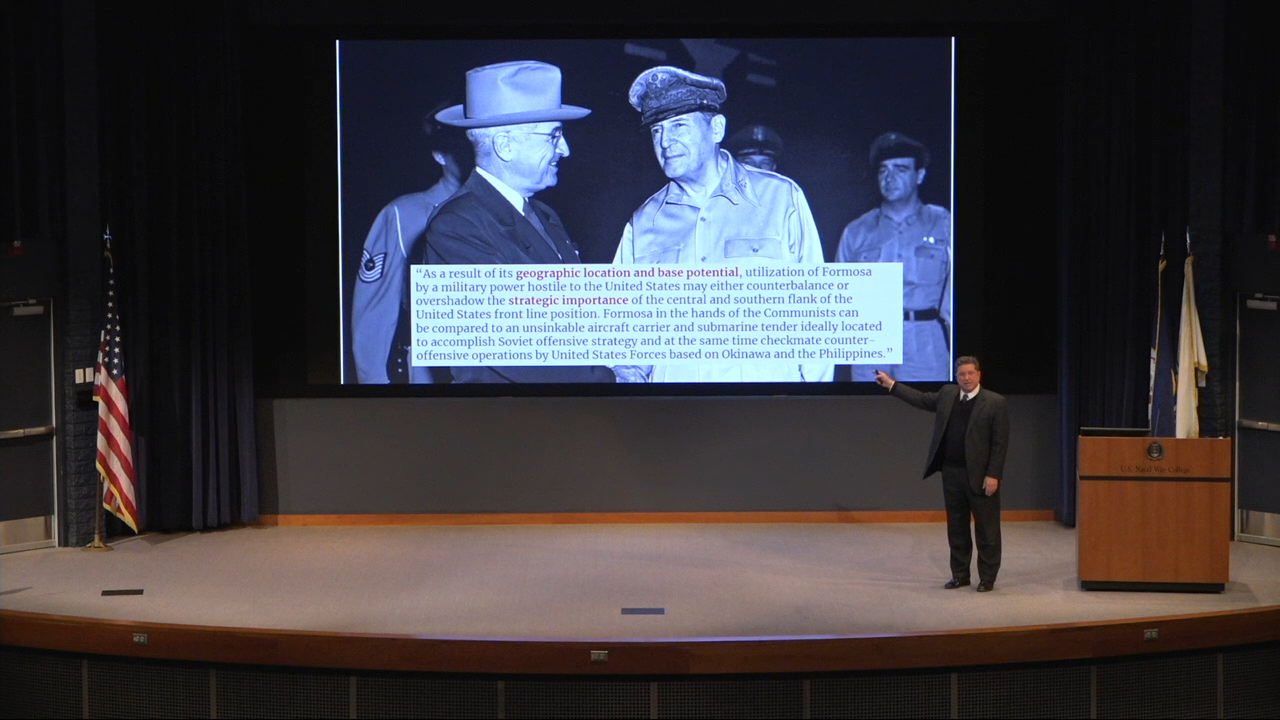 “As a result of its geographic location and base potential, utilization of Formosa
by a military power hostile to the United States may either counterbalance or
overshadow the strategic importance of the central and southern flank of the
United States front line position. Formosa in the hands of the Communists can
be compared to an unsinkable aircraft carrier and submarine tender ideally located
to accomplish Soviet offensive strategy and at the same time checkmate counter-
offensive operations by United States Forces based on Okinawa and the Philippines.”
U.S. Naval War College